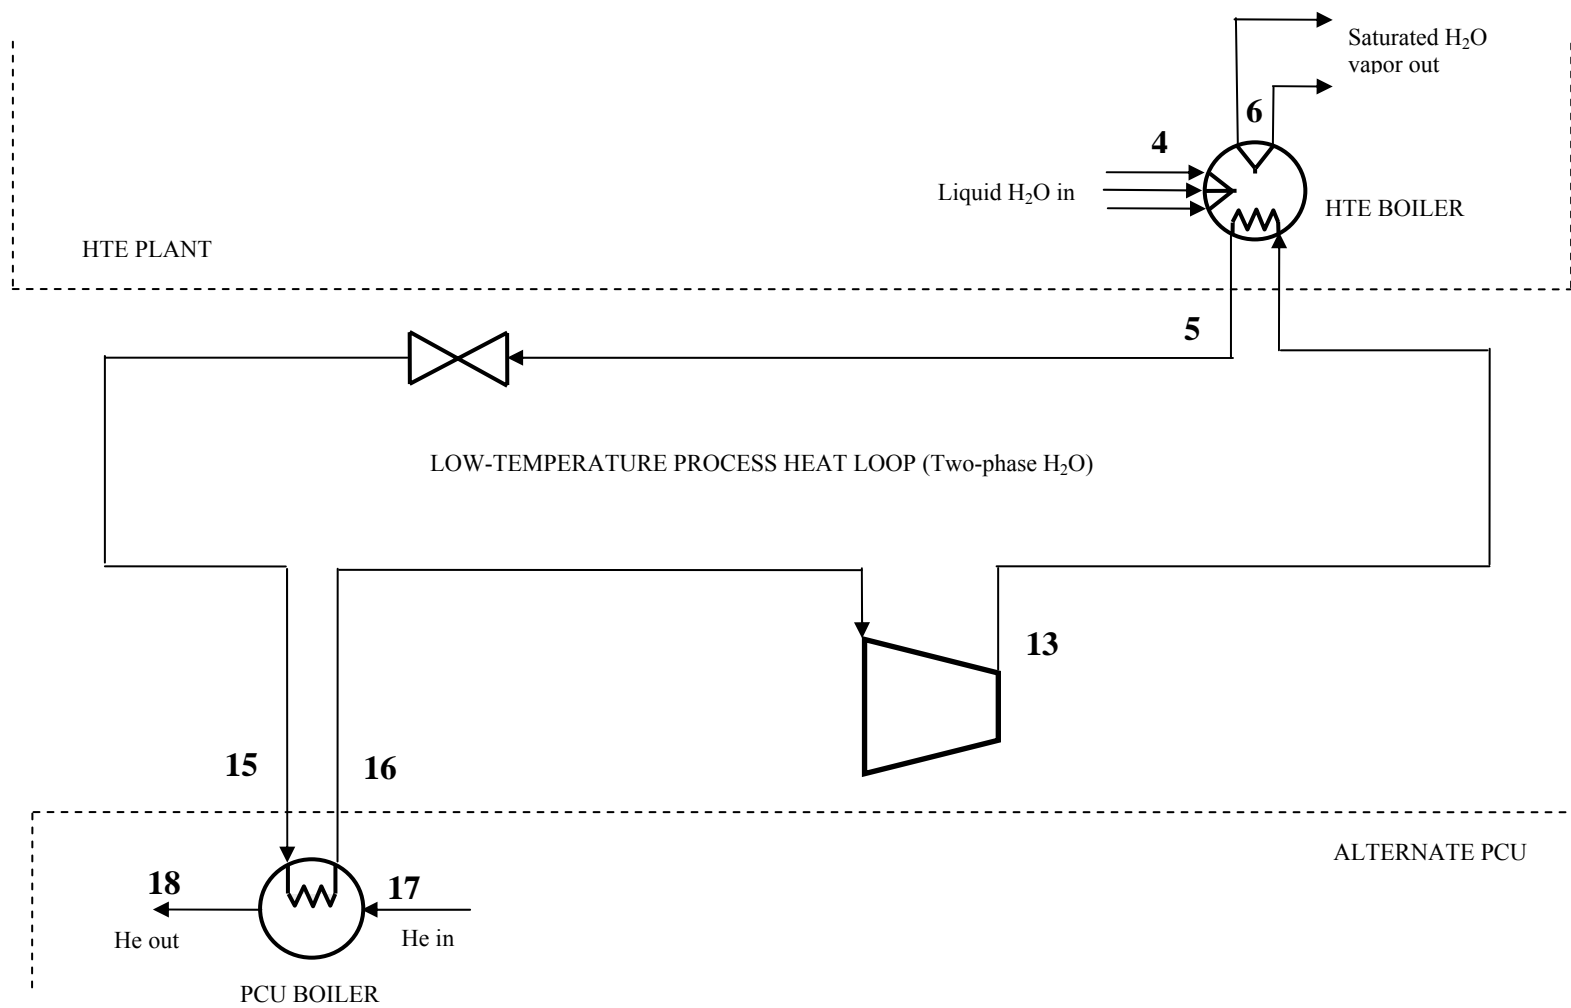 Saturated H₂O
vapor out
6
4
Liquid H₂O in
HTE BOILER
HTE PLANT
5
LOW-TEMPERATURE PROCESS HEAT LOOP (Two-phase H₂O)
13
15
16
ALTERNATE PCU
18
17
He out
He in
PCU BOILER